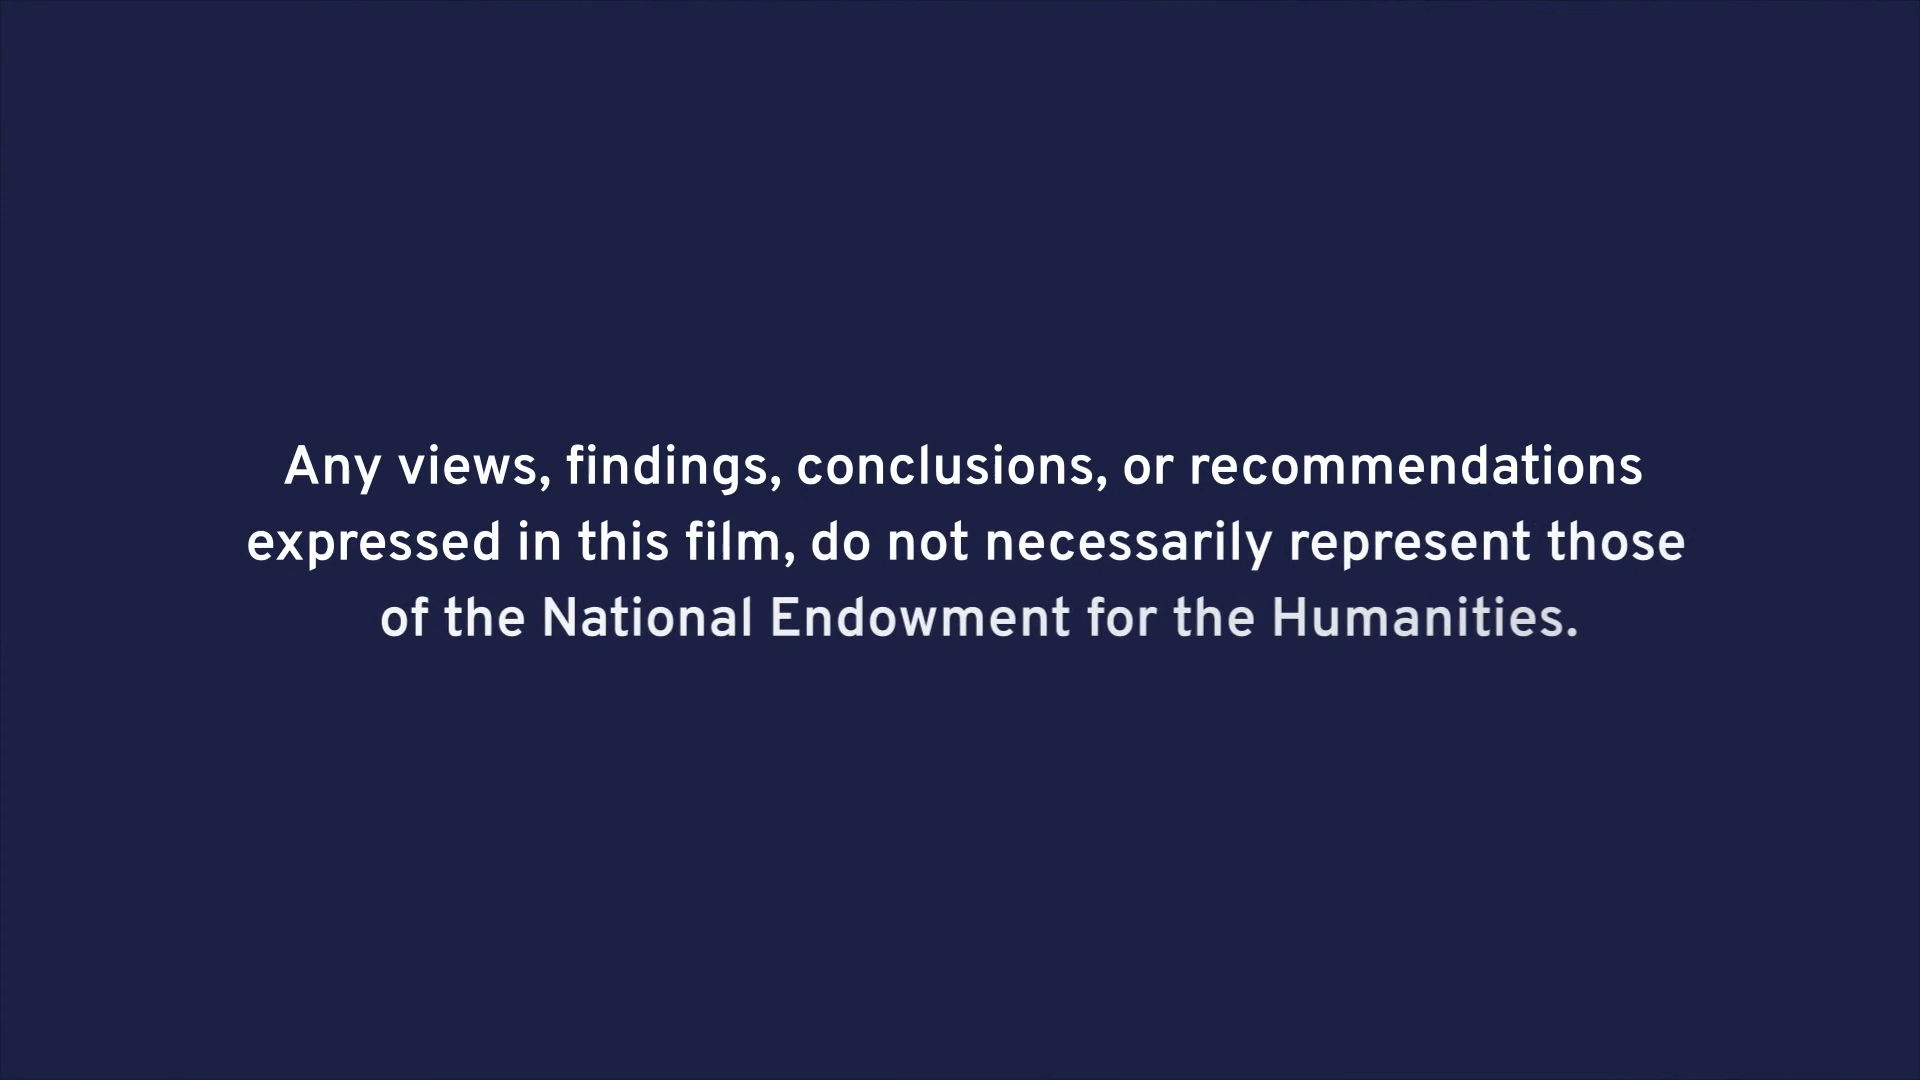 Any views, findings, conclusions, or recommendations
expressed in this film, do not necessarily represent those
of the National Endowment for the Humanities.